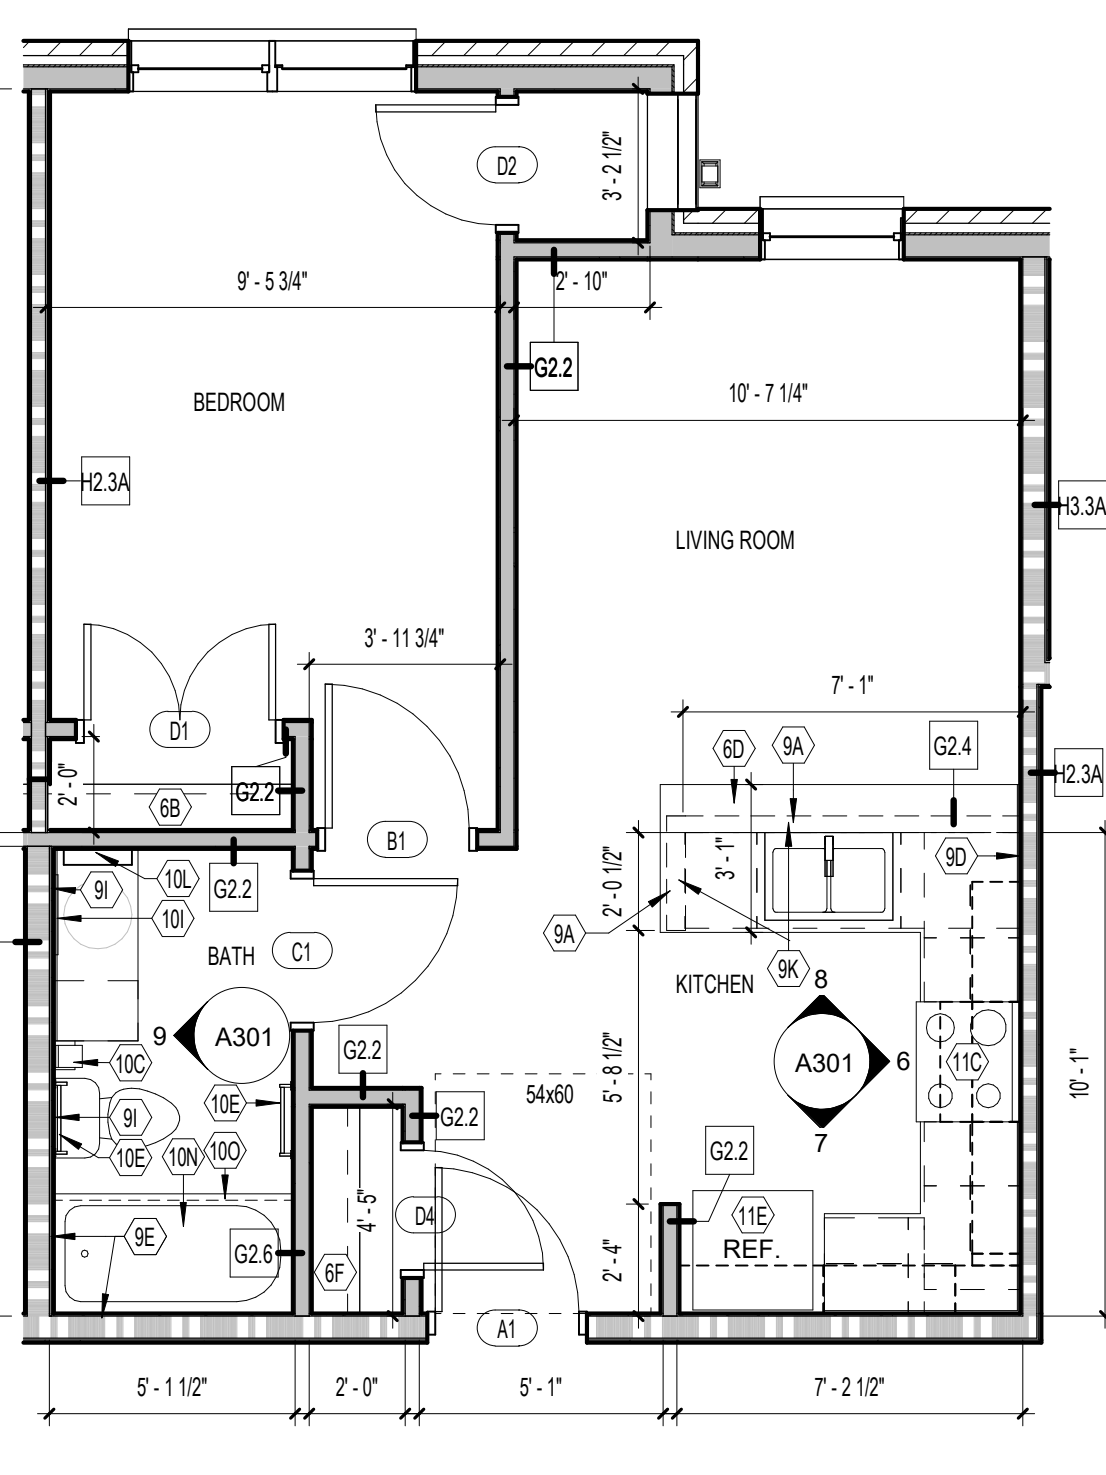 D2
3' - 2 1/2"
9' - 5 3/4"
2' - 10"
G2.2
10' - 7 1/4"
BEDROOM
H2.3A
H3.3A
LIVING ROOM
3' - 11 3/4"
7' - 1"
D1
6D
9A
G2.4
H2.3A
2' - 0"
G2.2
6B
B1
3' - 1"
2' - 0 1/2"
9D
9I
10L
G2.2
10I
9A
BATH
C1
9K
KITCHEN
8
9
A301
A301
6
11C
G2.2
10C
5' - 8 1/2"
10' - 1"
54x60
10E
9I
G2.2
7
10E
10N
10O
G2.2
4' - 5"
D4
11E
REF.
9E
G2.6
6F
2' - 4"
A1
5' - 1 1/2"
2' - 0"
5' - 1"
7' - 2 1/2"